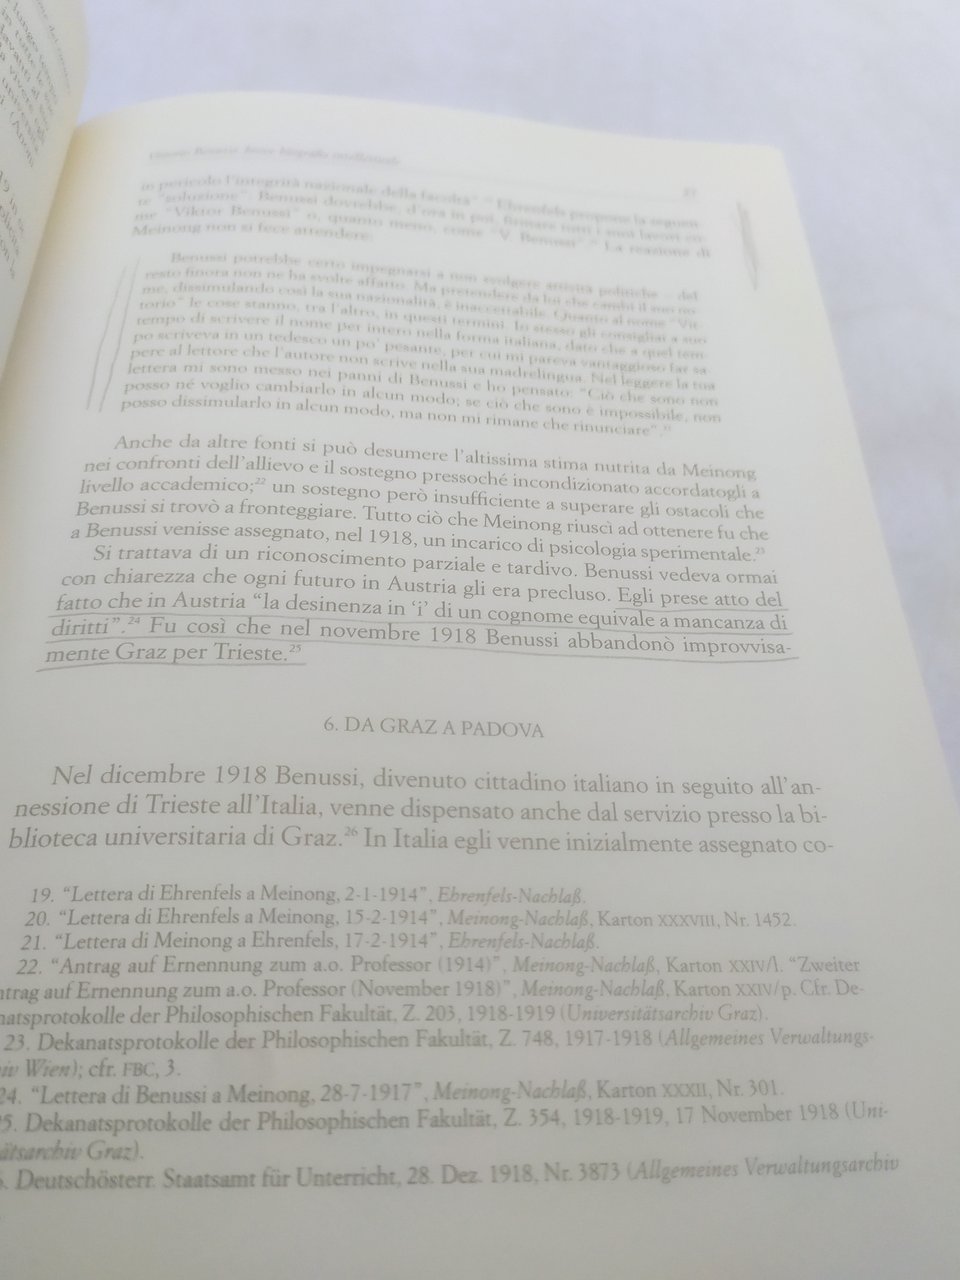 Vittorio Benussi: breve biografia intellettuale
in pericolo l'integrità nazionale della facoltà" Ehrenfels propone la seguen-
te "soluzione": Benussi dovrebbe, d'ora in poi, firmare tutti i suoi lavori co-
me "Viktor Benussi" o, quanto meno, come "V. Benussi" La reazione di
Meinong non si fece attendere:
Benussi potrebbe certo impegnarsi a non svolgere attività politiche – del
resto finora non ne ha svolte affatto. Ma pretendere da lui che cambi il suo no-
me, dissimulando così la sua nazionalità, è inaccettabile. Quanto al nome "Vit-
torio" le cose stanno, tra l'altro, in questi termini. Io stesso gli consigliai a suo
tempo di scrivere il nome per intero nella forma italiana, dato che a quel tem-
po scriveva in un tedesco un po' pesante, per cui mi pareva vantaggioso far sa-
pere al lettore che l'autore non scrive nella sua madrelingua. Nel leggere la tua
lettera mi sono messo nei panni di Benussi e ho pensato: "Ciò che sono non
posso né voglio cambiarlo in alcun modo; se ciò che sono è impossibile, non
posso dissimularlo in alcun modo, ma non mi rimane che rinunciare".²¹
Anche da altre fonti si può desumere l'altissima stima nutrita da Meinong
nei confronti dell'allievo e il sostegno pressoché incondizionato accordatogli a
livello accademico;²² un sostegno però insufficiente a superare gli ostacoli che
Benussi si trovò a fronteggiare. Tutto ciò che Meinong riuscì ad ottenere fu che
a Benussi venisse assegnato, nel 1918, un incarico di psicologia sperimentale.²³
Si trattava di un riconoscimento parziale e tardivo. Benussi vedeva ormai
con chiarezza che ogni futuro in Austria gli era precluso. Egli prese atto del
fatto che in Austria "la desinenza in 'i' di un cognome equivale a mancanza di
diritti".²⁴ Fu così che nel novembre 1918 Benussi abbandonò improvvisa-
mente Graz per Trieste.²⁵
6. DA GRAZ A PADOVA
Nel dicembre 1918 Benussi, divenuto cittadino italiano in seguito all'an-
nessione di Trieste all'Italia, venne dispensato anche dal servizio presso la bi-
blioteca universitaria di Graz.²⁶ In Italia egli venne inizialmente assegnato co-
19. "Lettera di Ehrenfels a Meinong, 2-1-1914", Ehrenfels-Nachlaß.
20. "Lettera di Ehrenfels a Meinong, 15-2-1914", Meinong-Nachlaß, Karton XXXVIII, Nr. 1452.
21. "Lettera di Meinong a Ehrenfels, 17-2-1914", Ehrenfels-Nachlaß.
22. "Antrag auf Ernennung zum a.o. Professor (1914)", Meinong-Nachlaß, Karton XXIV/l. "Zweiter
ntrag auf Ernennung zum a.o. Professor (November 1918)", Meinong-Nachlaß, Karton XXIV/p. Cfr. De-
natsprotokolle der Philosophischen Fakultät, Z. 203, 1918-1919 (Universitätsarchiv Graz).
23. Dekanatsprotokolle der Philosophischen Fakultät, Z. 748, 1917-1918 (Allgemeines Verwaltungs-
iv Wien); cfr. FBC, 3.
24. "Lettera di Benussi a Meinong, 28-7-1917", Meinong-Nachlaß, Karton XXXII, Nr. 301.
5. Dekanatsprotokolle der Philosophischen Fakultät, Z. 354, 1918-1919, 17 November 1918 (Uni-
ätsarchiv Graz).
. Deutschösterr. Staatsamt für Unterricht, 28. Dez. 1918, Nr. 3873 (Allgemeines Verwaltungsarchiv